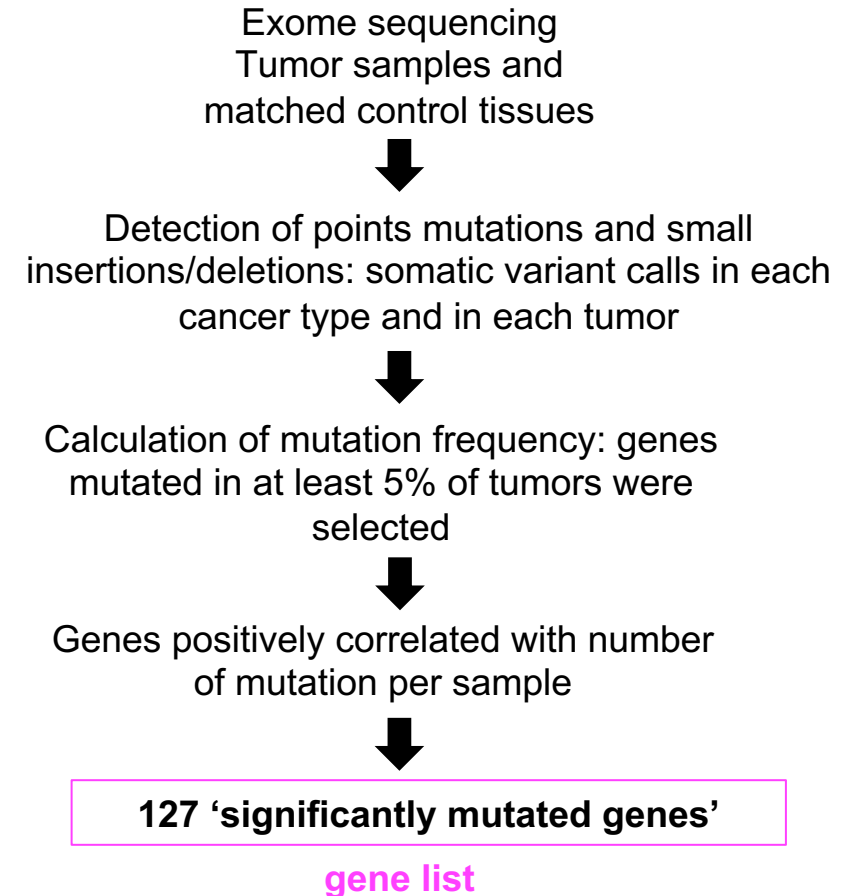 Exome sequencing
Tumor samples and
matched control tissues
Detection of points mutations and small
insertions/deletions: somatic variant calls in each
cancer type and in each tumor
Calculation of mutation frequency: genes
mutated in at least 5% of tumors were
selected
Genes positively correlated with number
of mutation per sample
127 ‘significantly mutated genes’
gene list